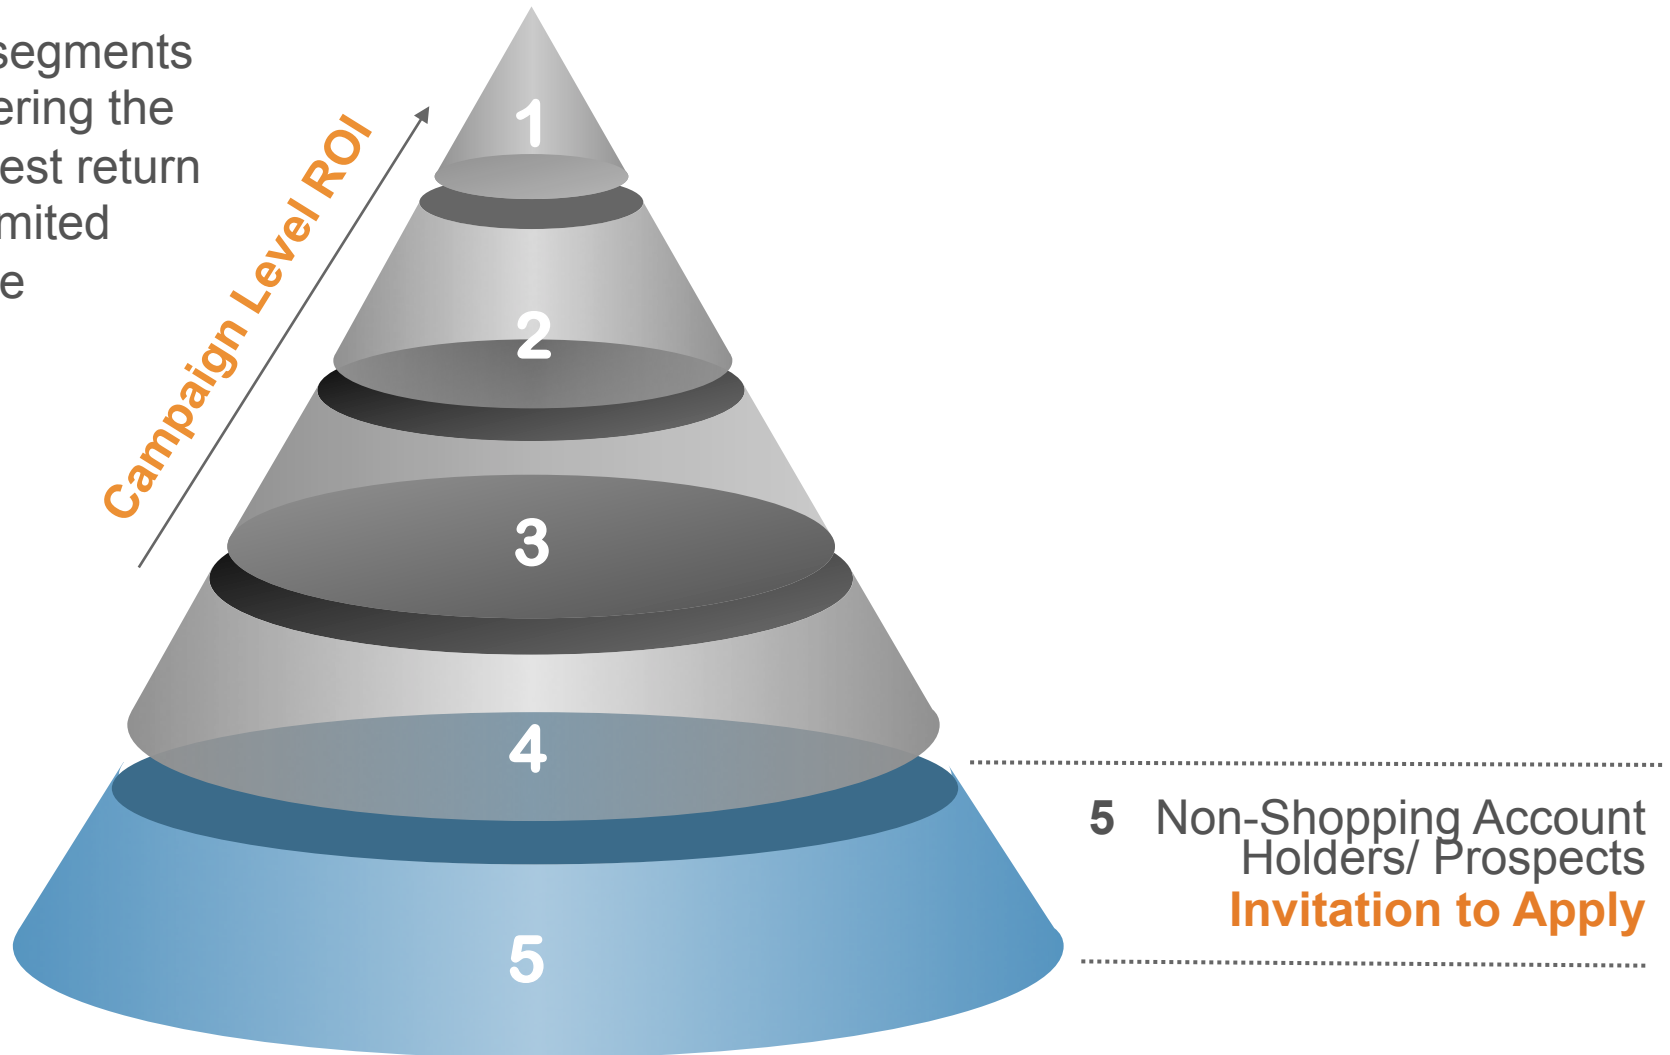 segments
ering the
est return
mited
e
Campaign Level ROI
1
2
3
4
5
5 Non-Shopping Account
Holders/ Prospects
Invitation to Apply